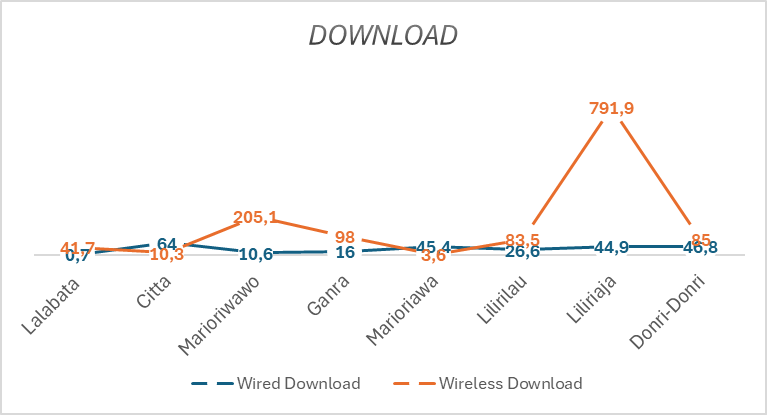 DOWNLOAD
791,9
205,1
98
83,5
85
41,7
64
10,3
3,6
0,7
10,6
16
45,4
26,6
44,9
46,8
Lalabata
Citta
Marioriwawo
Ganra
Marioriawa
Lilirilau
Liliriaja
Donri-Donri
Wired Download Wireless Download